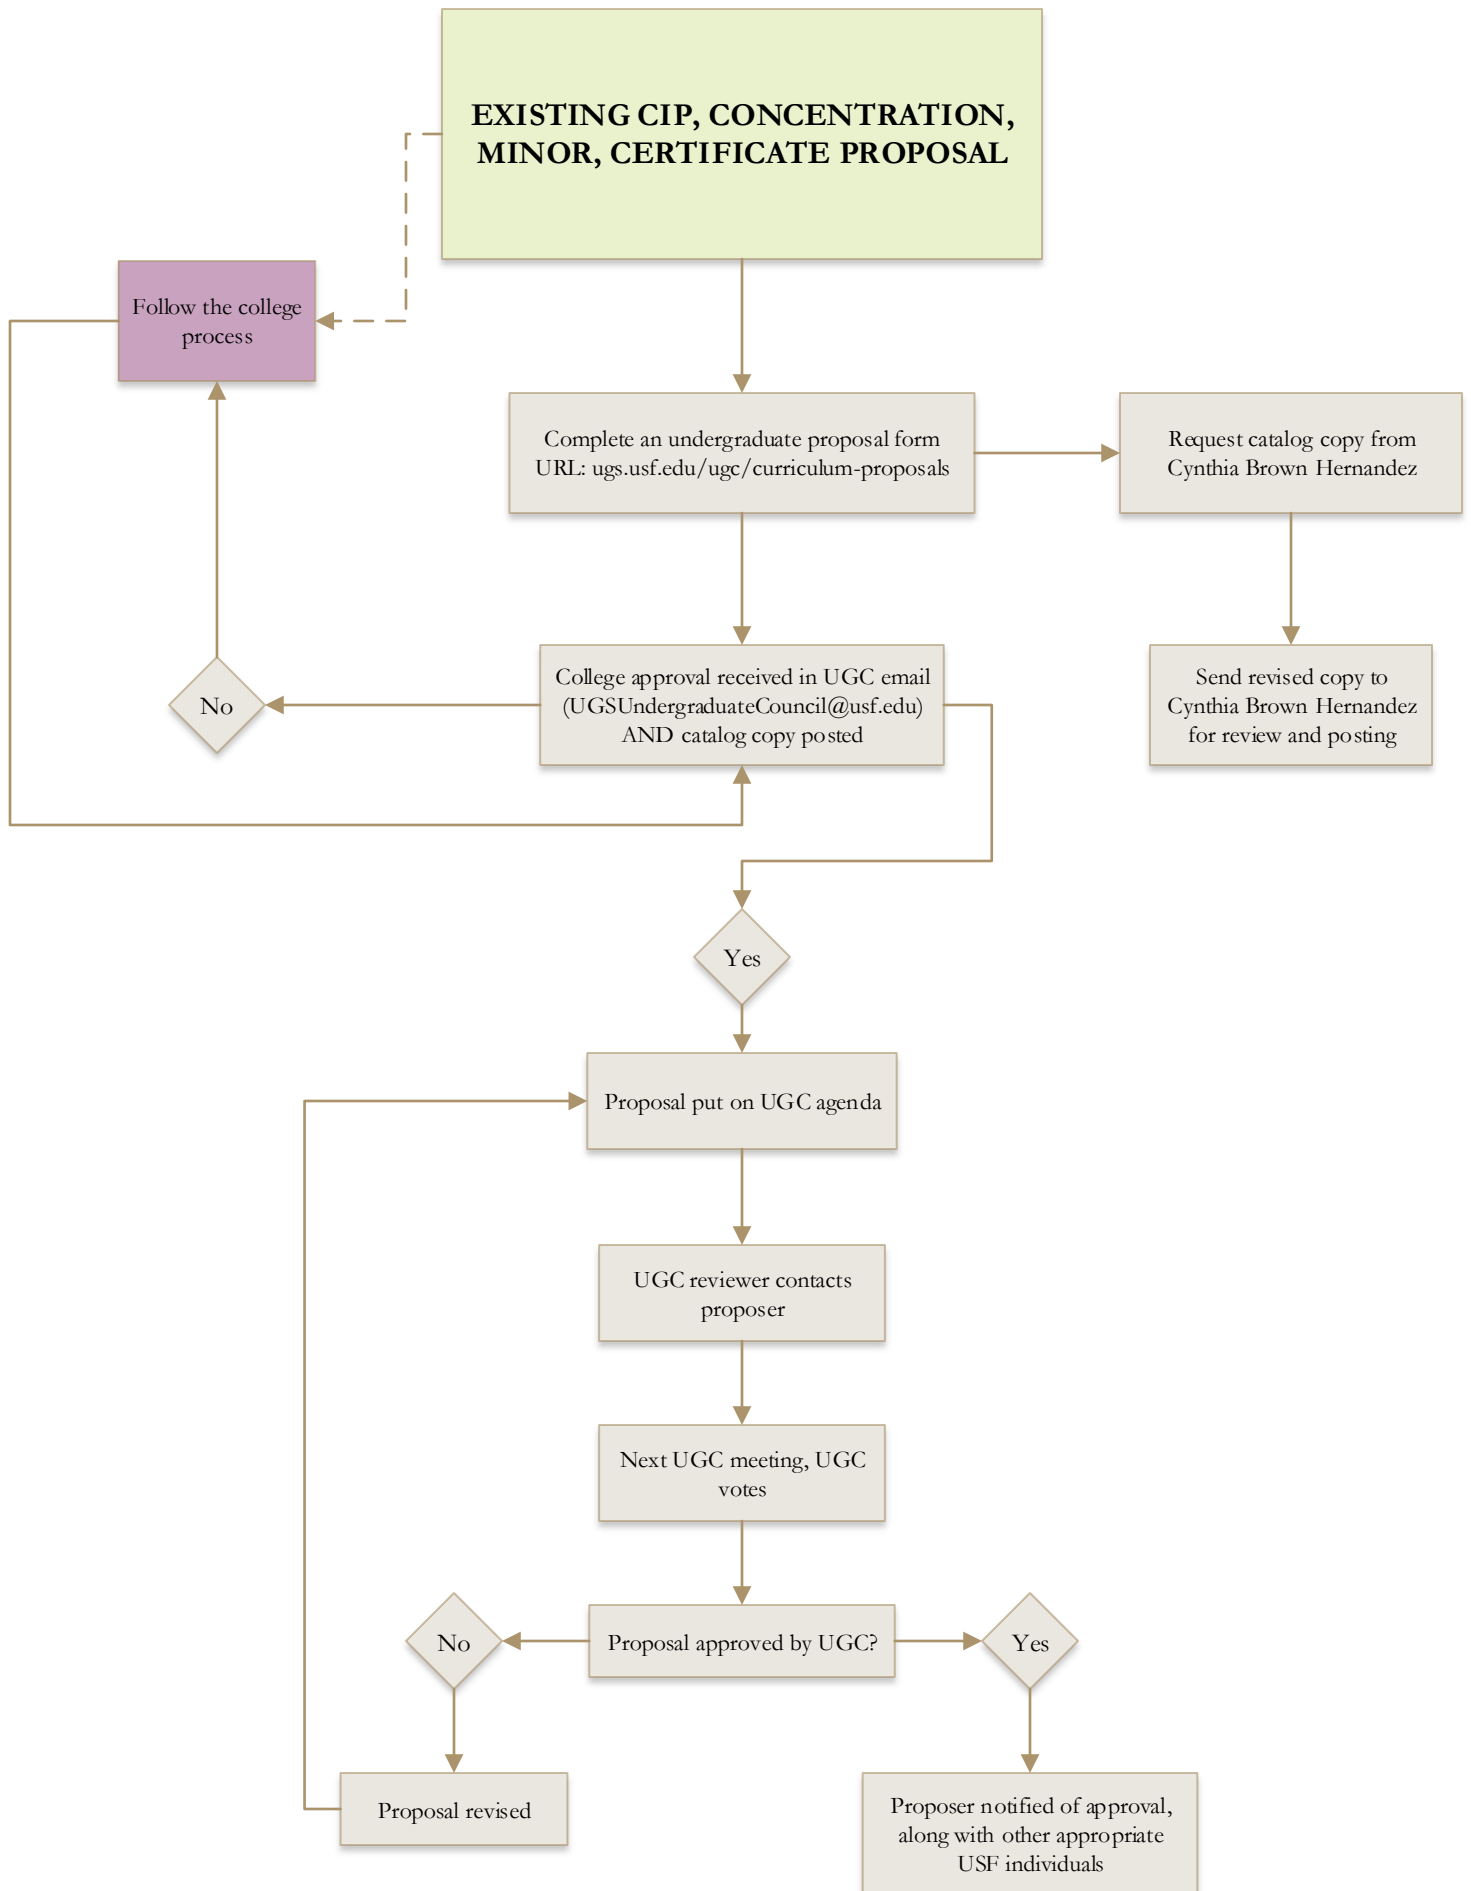 EXISTING CIP, CONCENTRATION,
MINOR, CERTIFICATE PROPOSAL
Follow the college
process
Complete an undergraduate proposal form
URL: ugs.usf.edu/ugc/curriculum-proposals
Request catalog copy from
Cynthia Brown Hernandez
No
College approval received in UGC email
(UGSUndergraduateCouncil@usf.edu)
AND catalog copy posted
Send revised copy to
Cynthia Brown Hernandez
for review and posting
Yes
Proposal put on UGC agenda
UGC reviewer contacts
proposer
Next UGC meeting, UGC
votes
No
Proposal approved by UGC?
Yes
Proposal revised
Proposer notified of approval,
along with other appropriate
USF individuals